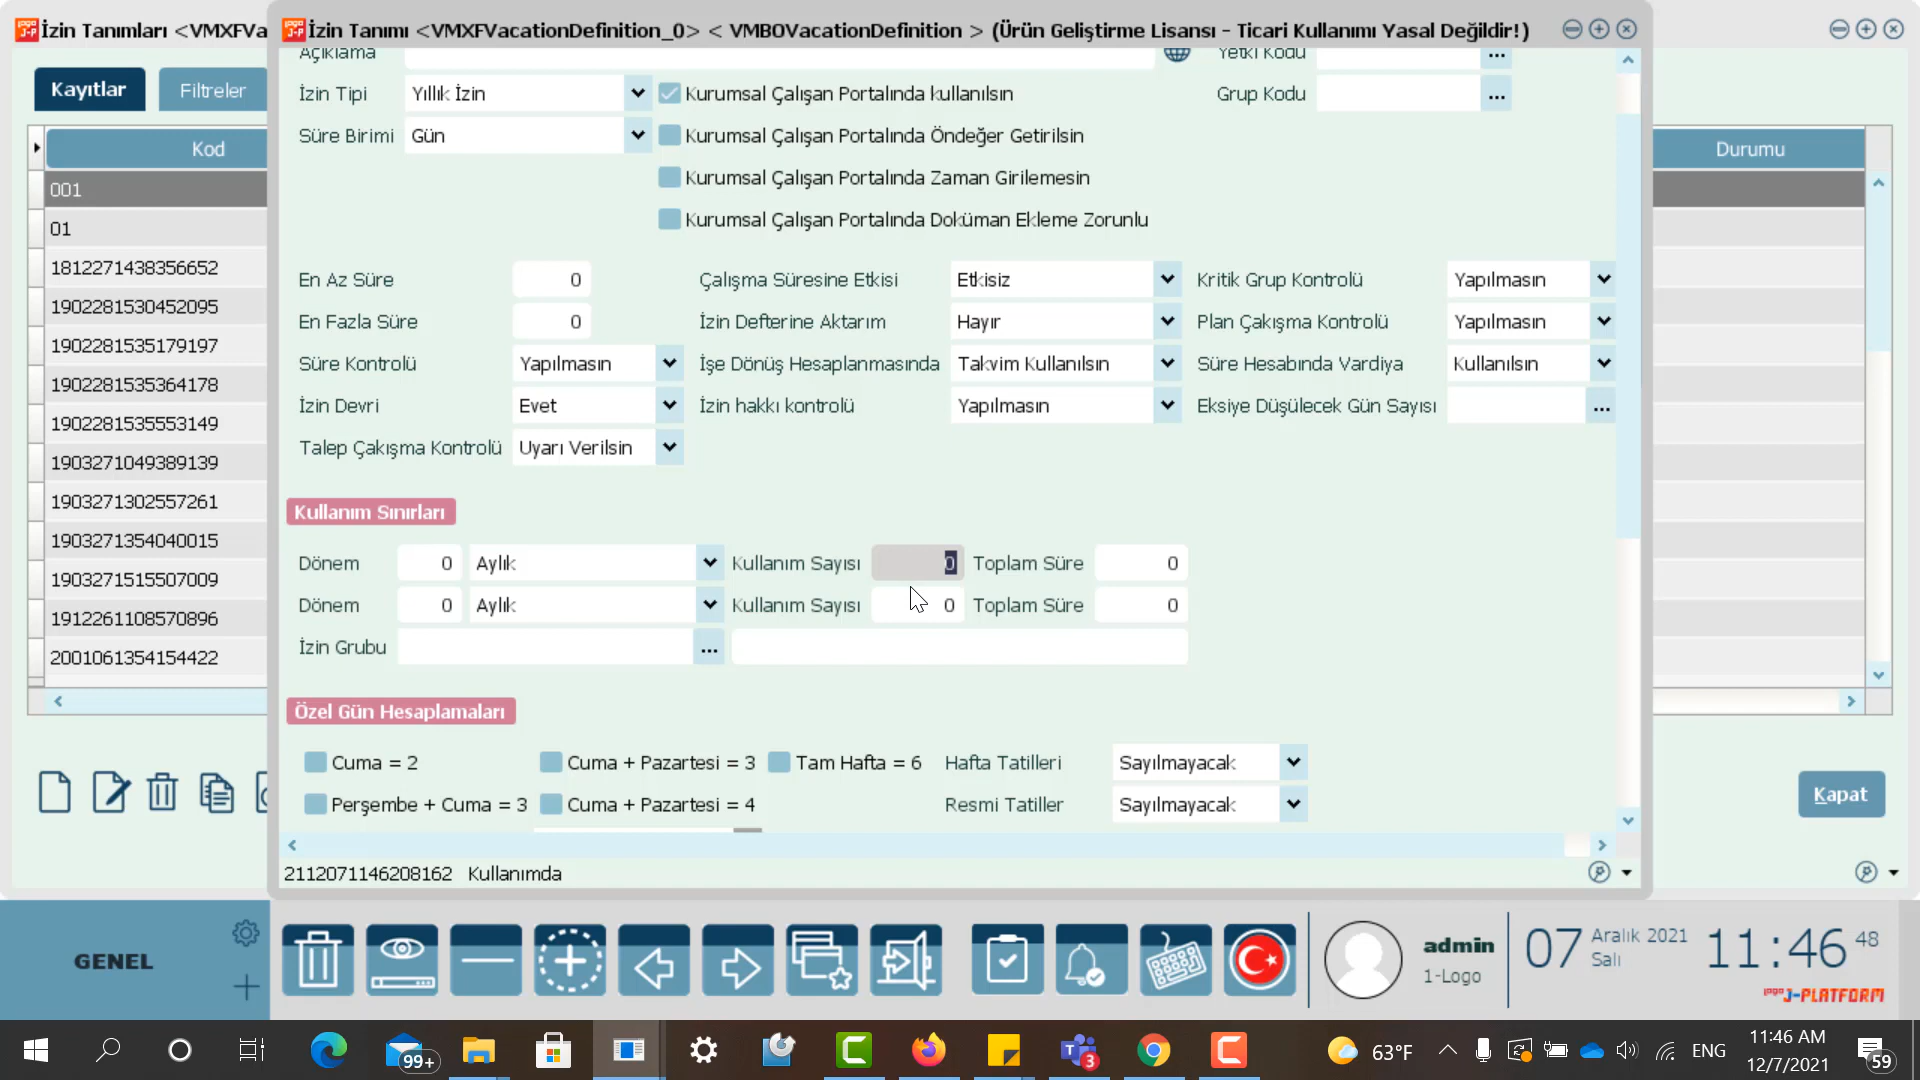 İzin Tanımları <VMXFVa
İzin Tanımı <VMXFVacationDefinition_0> < VMBOVacationDefinition > (Ürün Geliştirme Lisansı - Ticari Kullanımı Yasal Değildir!)
Kayıtlar
Filtreler
Kod
001
01
1812271438356652
1902281530452095
1902281535179197
1902281535364178
1902281535553149
1903271049389139
1903271302557261
1903271354040015
1903271515507009
1912261108570896
2001061354154422
Durumu
Kapat
Açıklama
Yetki Kodu ...
İzin Tipi Yıllık İzin Kurumsal Çalışan Portalında kullanılsın Grup Kodu ...
Süre Birimi Gün Kurumsal Çalışan Portalında Öndeğer Getirilsin
Kurumsal Çalışan Portalında Zaman Girilemesin
Kurumsal Çalışan Portalında Doküman Ekleme Zorunlu
En Az Süre 0 Çalışma Süresine Etkisi Etkisiz Kritik Grup Kontrolü Yapılmasın
En Fazla Süre 0 İzin Defterine Aktarım Hayır Plan Çakışma Kontrolü Yapılmasın
Süre Kontrolü Yapılmasın İşe Dönüş Hesaplanmasında Takvim Kullanılsın Süre Hesabında Vardiya Kullanılsın
İzin Devri Evet İzin hakkı kontrolü Yapılmasın Eksiye Düşülecek Gün Sayısı ...
Talep Çakışma Kontrolü Uyarı Verilsin
Kullanım Sınırları
Dönem 0 Aylık Kullanım Sayısı 0 Toplam Süre 0
Dönem 0 Aylık Kullanım Sayısı 0 Toplam Süre 0
İzin Grubu ...
Özel Gün Hesaplamaları
Cuma = 2 Cuma + Pazartesi = 3 Tam Hafta = 6 Hafta Tatilleri Sayılmayacak
Perşembe + Cuma = 3 Cuma + Pazartesi = 4 Resmi Tatiller Sayılmayacak
2112071146208162 Kullanımda
GENEL
admin
1-Logo
07 Aralık 2021
Salı
11:46 48
logo J-PLATFORM
99+
3
63°F
ENG
11:46 AM
12/7/2021
59